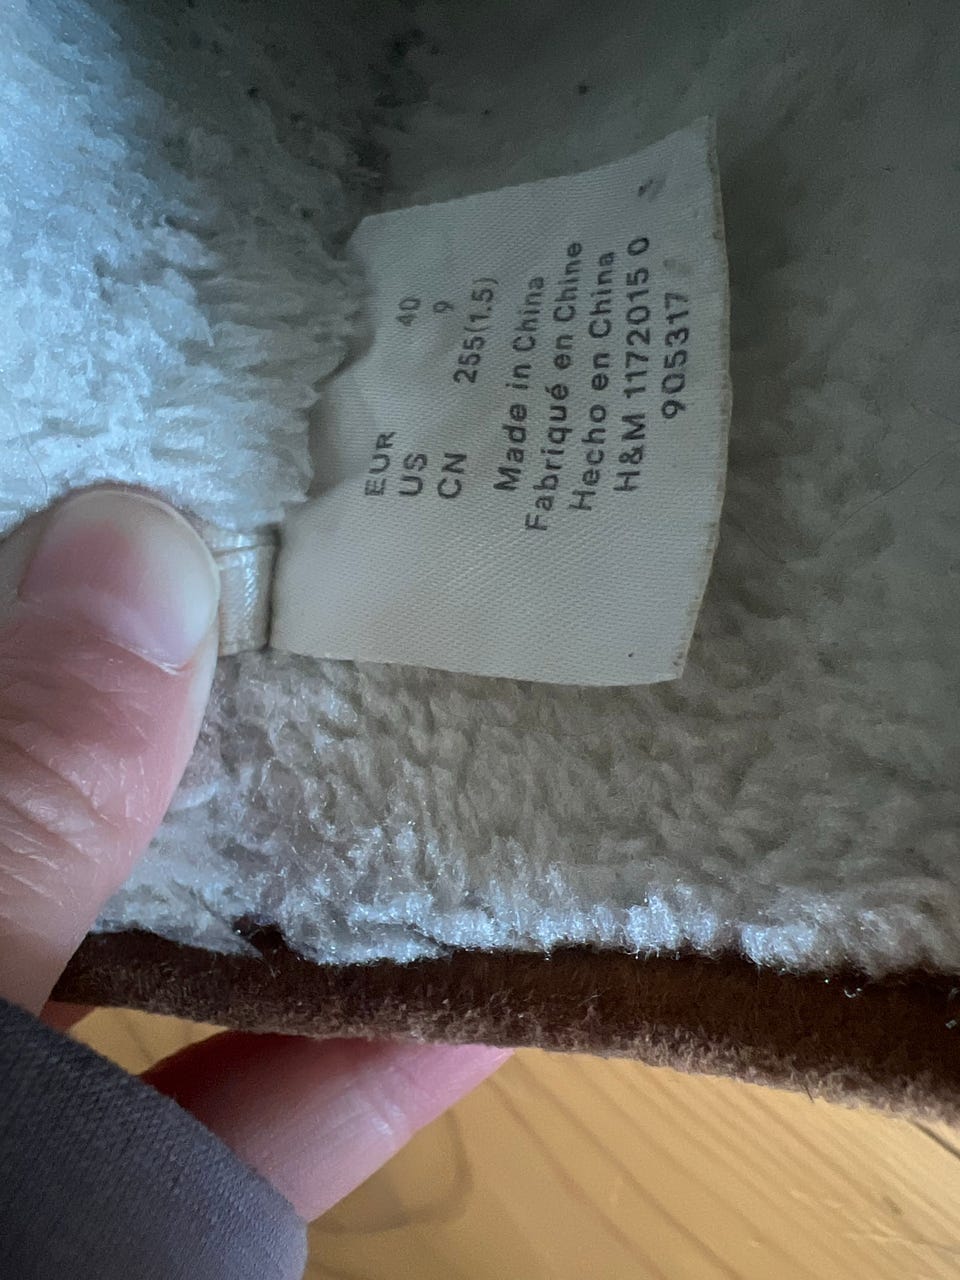 EUR 40
US 9
CN 255(1.5)
Made in China
Fabriqué en Chine
Hecho en China
H&M 1172015 0
905317